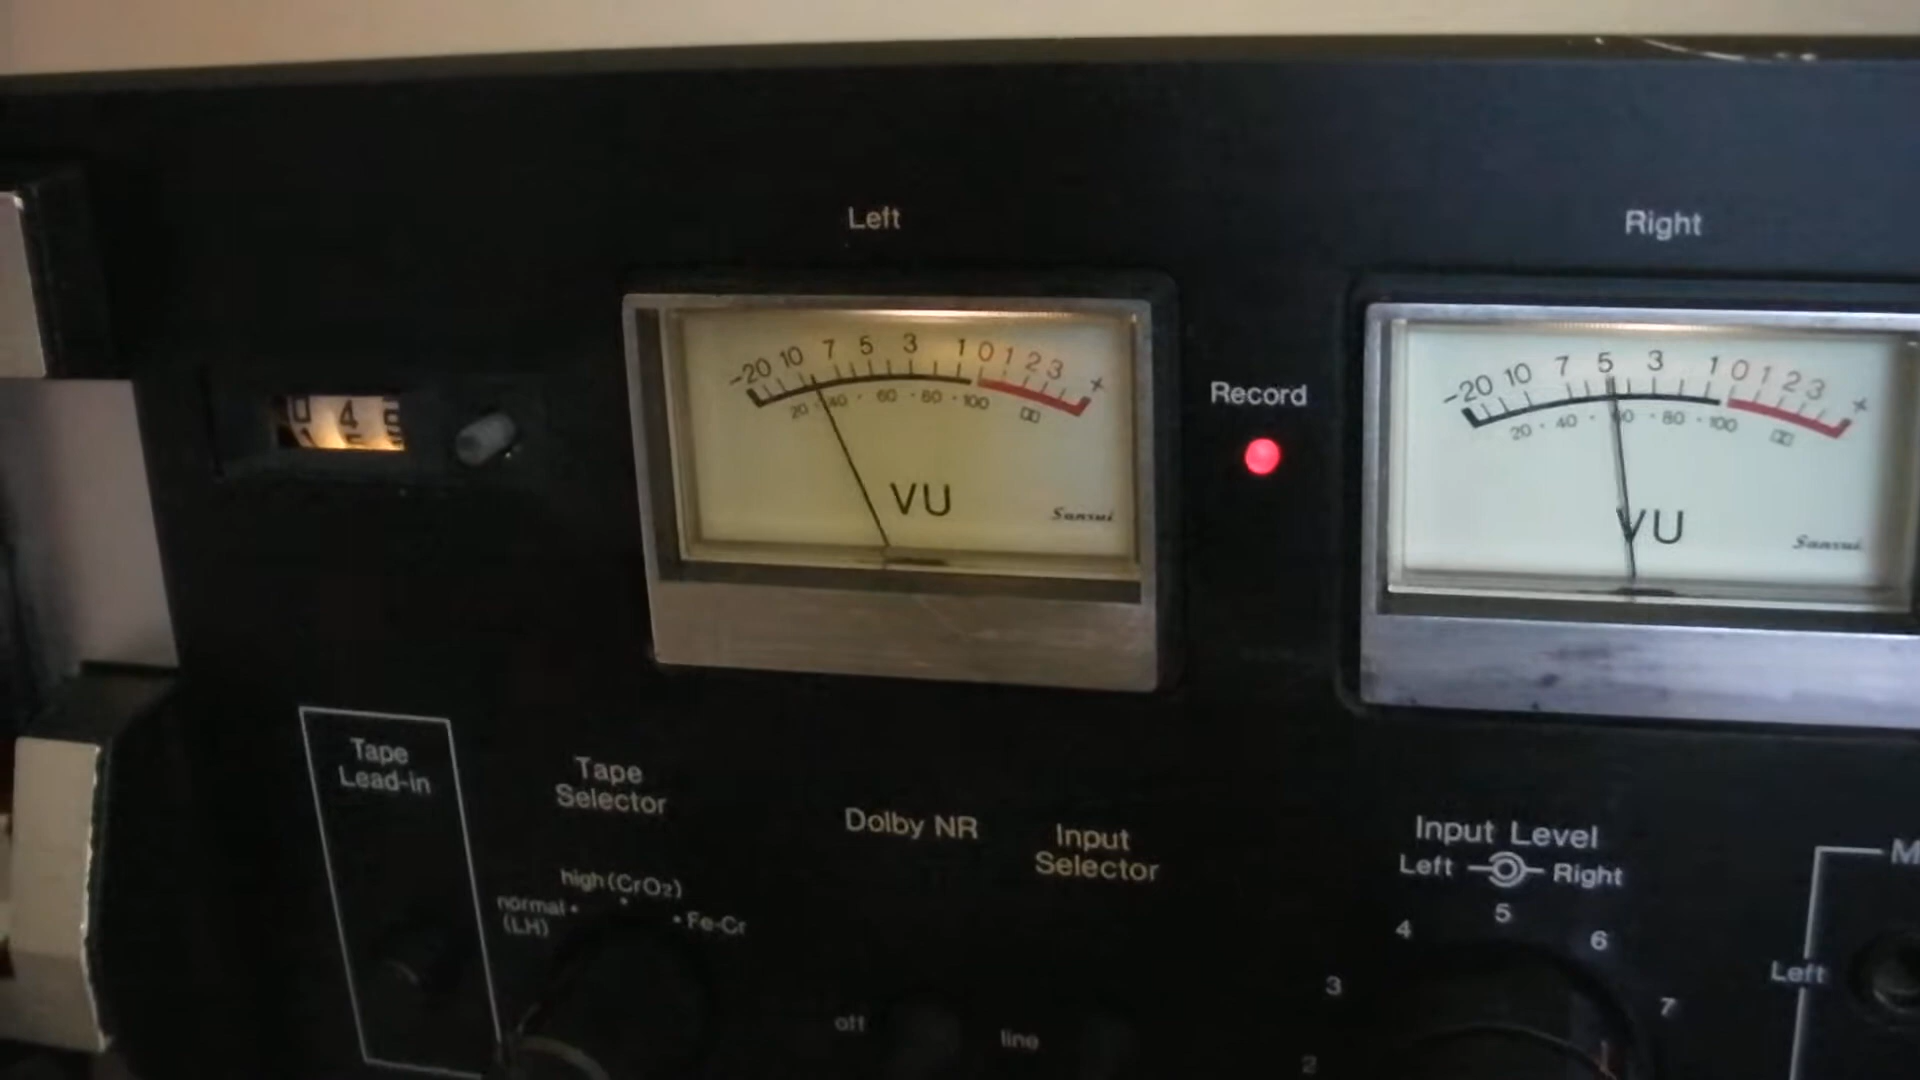 Left
Right
-20 10 7 5 3 1 0 1 2 3 +
20 · 40 · 60 · 80 · 100
VU
Sansui
Record
-20 10 7 5 3 1 0 1 2 3 +
20 · 40 · 60 · 80 · 100
VU
Sansui
0 4
Tape
Lead-in
Tape
Selector
high (CrO2)
normal
(LH)
Fe-Cr
Dolby NR
off
Input
Selector
line
Input Level
Left Right
2 3 4 5 6 7
M
Left